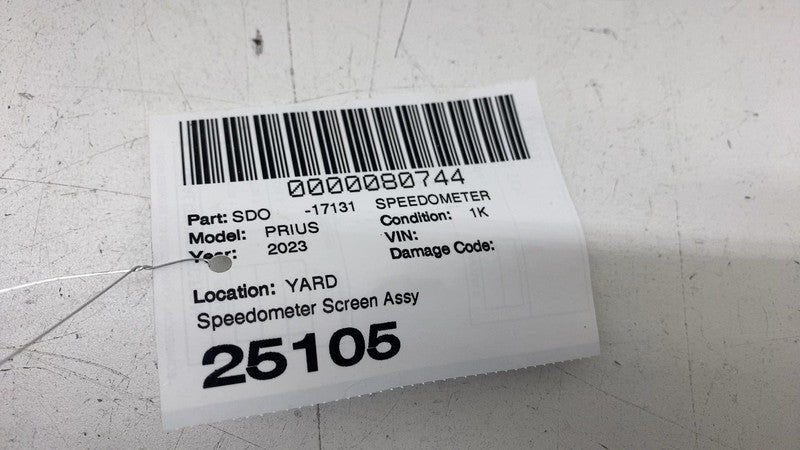 0000080744
Part: SDO -17131 SPEEDOMETER
Model: PRIUS Condition: 1K
Year: 2023 VIN:
Damage Code:
Location: YARD
Speedometer Screen Assy
25105